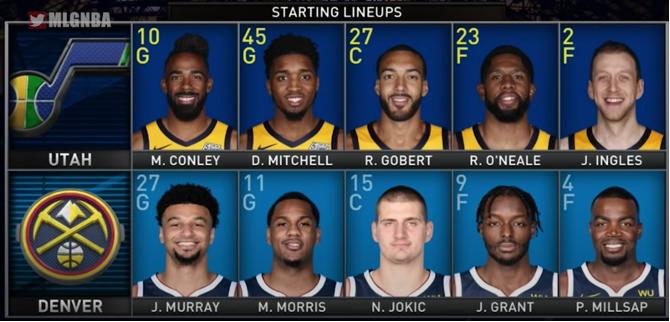 MLGNBA
STARTING LINEUPS
10 G
45 G
27 C
23 F
2 F
UTAH
M. CONLEY
D. MITCHELL
R. GOBERT
R. O'NEALE
J. INGLES
27 G
11 G
15 C
9 F
4 F
WU
DENVER
J. MURRAY
M. MORRIS
N. JOKIC
J. GRANT
P. MILLSAP